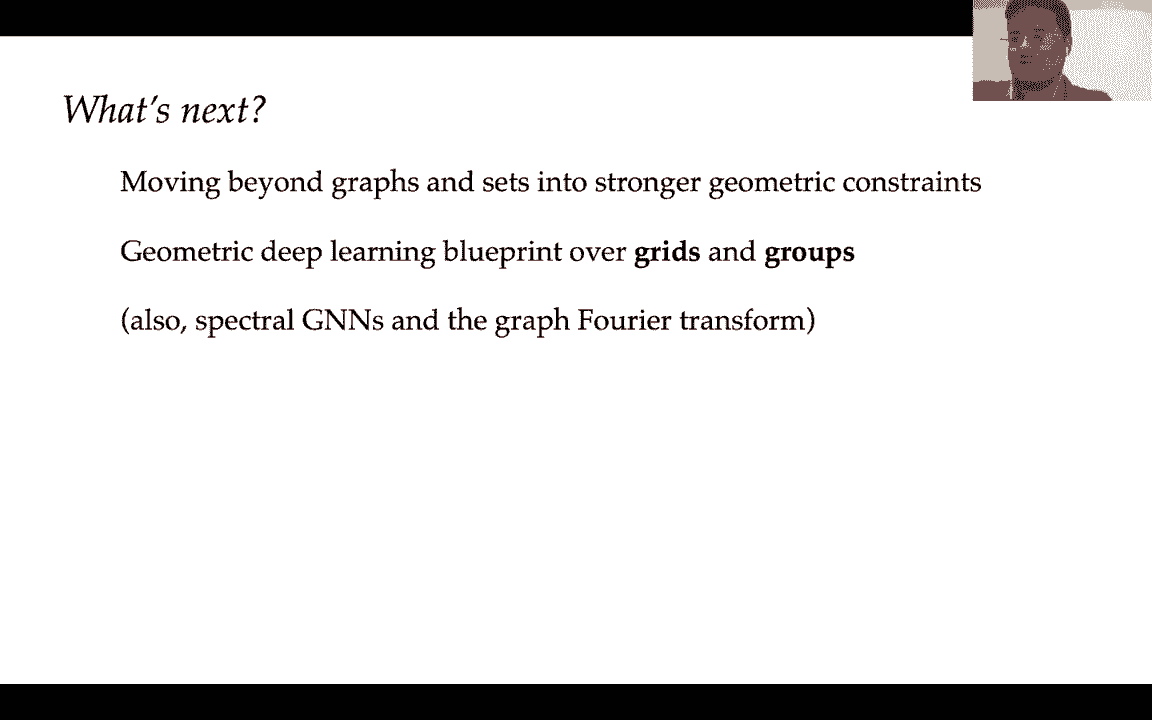 What's next?
Moving beyond graphs and sets into stronger geometric constraints
Geometric deep learning blueprint over grids and groups
(also, spectral GNNs and the graph Fourier transform)